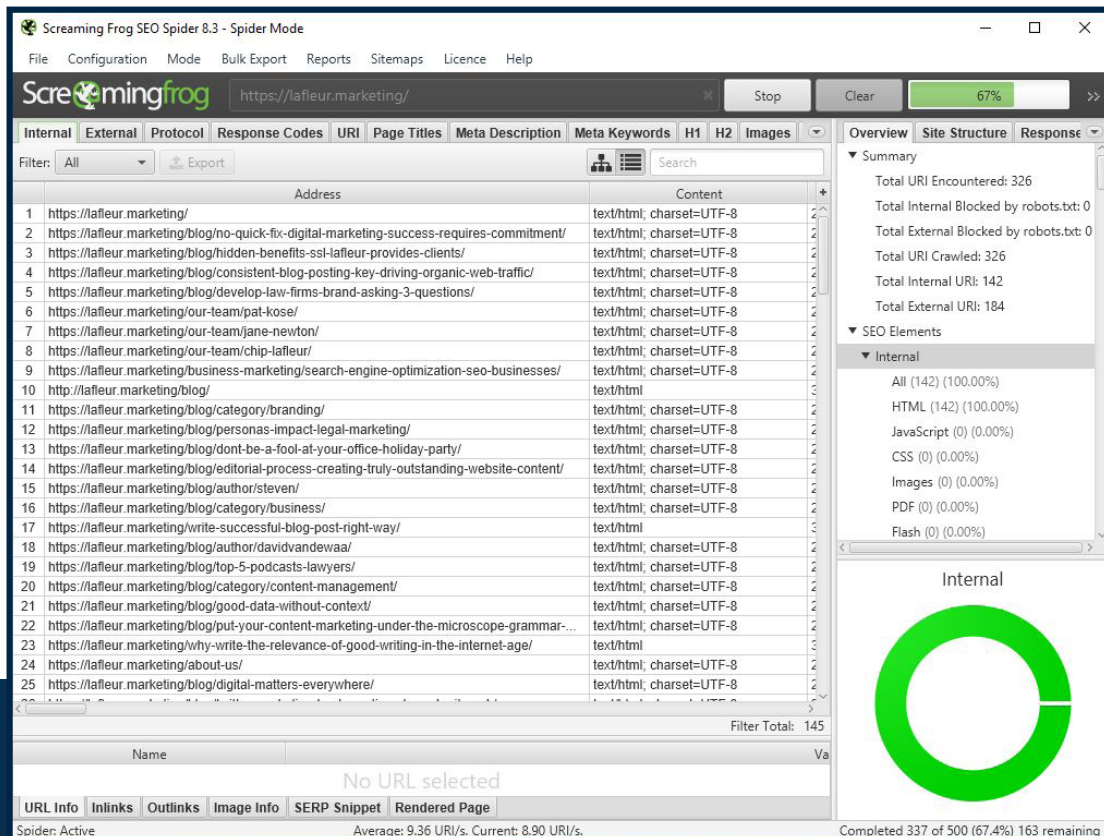 Screaming Frog SEO Spider 8.3 - Spider Mode
File Configuration Mode Bulk Export Reports Sitemaps Licence Help
Screamingfrog https://lafleur.marketing/ Stop Clear 67%
Internal External Protocol Response Codes URI Page Titles Meta Description Meta Keywords H1 H2 Images
Filter: All Export Search
Address Content
1 https://lafleur.marketing/ text/html; charset=UTF-8 2
2 https://lafleur.marketing/blog/no-quick-fix-digital-marketing-success-requires-commitment/ text/html; charset=UTF-8 2
3 https://lafleur.marketing/blog/hidden-benefits-ssl-lafleur-provides-clients/ text/html; charset=UTF-8 2
4 https://lafleur.marketing/blog/consistent-blog-posting-key-driving-organic-web-traffic/ text/html; charset=UTF-8 2
5 https://lafleur.marketing/blog/develop-law-firms-brand-asking-3-questions/ text/html; charset=UTF-8 2
6 https://lafleur.marketing/our-team/pat-kose/ text/html; charset=UTF-8 2
7 https://lafleur.marketing/our-team/jane-newton/ text/html; charset=UTF-8 2
8 https://lafleur.marketing/our-team/chip-lafleur/ text/html; charset=UTF-8 2
9 https://lafleur.marketing/business-marketing/search-engine-optimization-seo-businesses/ text/html; charset=UTF-8 2
10 http://lafleur.marketing/blog/ text/html 3
11 https://lafleur.marketing/blog/category/branding/ text/html; charset=UTF-8 2
12 https://lafleur.marketing/blog/personas-impact-legal-marketing/ text/html; charset=UTF-8 2
13 https://lafleur.marketing/blog/dont-be-a-fool-at-your-office-holiday-party/ text/html; charset=UTF-8 2
14 https://lafleur.marketing/blog/editorial-process-creating-truly-outstanding-website-content/ text/html; charset=UTF-8 2
15 https://lafleur.marketing/blog/author/steven/ text/html; charset=UTF-8 2
16 https://lafleur.marketing/blog/category/business/ text/html; charset=UTF-8 2
17 https://lafleur.marketing/write-successful-blog-post-right-way/ text/html 3
18 https://lafleur.marketing/blog/author/davidvandewaa/ text/html; charset=UTF-8 2
19 https://lafleur.marketing/blog/top-5-podcasts-lawyers/ text/html; charset=UTF-8 2
20 https://lafleur.marketing/blog/category/content-management/ text/html; charset=UTF-8 2
21 https://lafleur.marketing/blog/good-data-without-context/ text/html; charset=UTF-8 2
22 https://lafleur.marketing/blog/put-your-content-marketing-under-the-microscope-grammar-... text/html; charset=UTF-8 2
23 https://lafleur.marketing/why-write-the-relevance-of-good-writing-in-the-internet-age/ text/html 3
24 https://lafleur.marketing/about-us/ text/html; charset=UTF-8 2
25 https://lafleur.marketing/blog/digital-matters-everywhere/ text/html; charset=UTF-8 2
Filter Total: 145
Name Va
No URL selected
URL Info Inlinks Outlinks Image Info SERP Snippet Rendered Page
Overview Site Structure Response
Summary
Total URI Encountered: 326
Total Internal Blocked by robots.txt: 0
Total External Blocked by robots.txt: 0
Total URI Crawled: 326
Total Internal URI: 142
Total External URI: 184
SEO Elements
Internal
All (142) (100.00%)
HTML (142) (100.00%)
JavaScript (0) (0.00%)
CSS (0) (0.00%)
Images (0) (0.00%)
PDF (0) (0.00%)
Flash (0) (0.00%)
Internal
Spider: Active Average: 9.36 URI/s. Current: 8.90 URI/s. Completed 337 of 500 (67.4%) 163 remaining